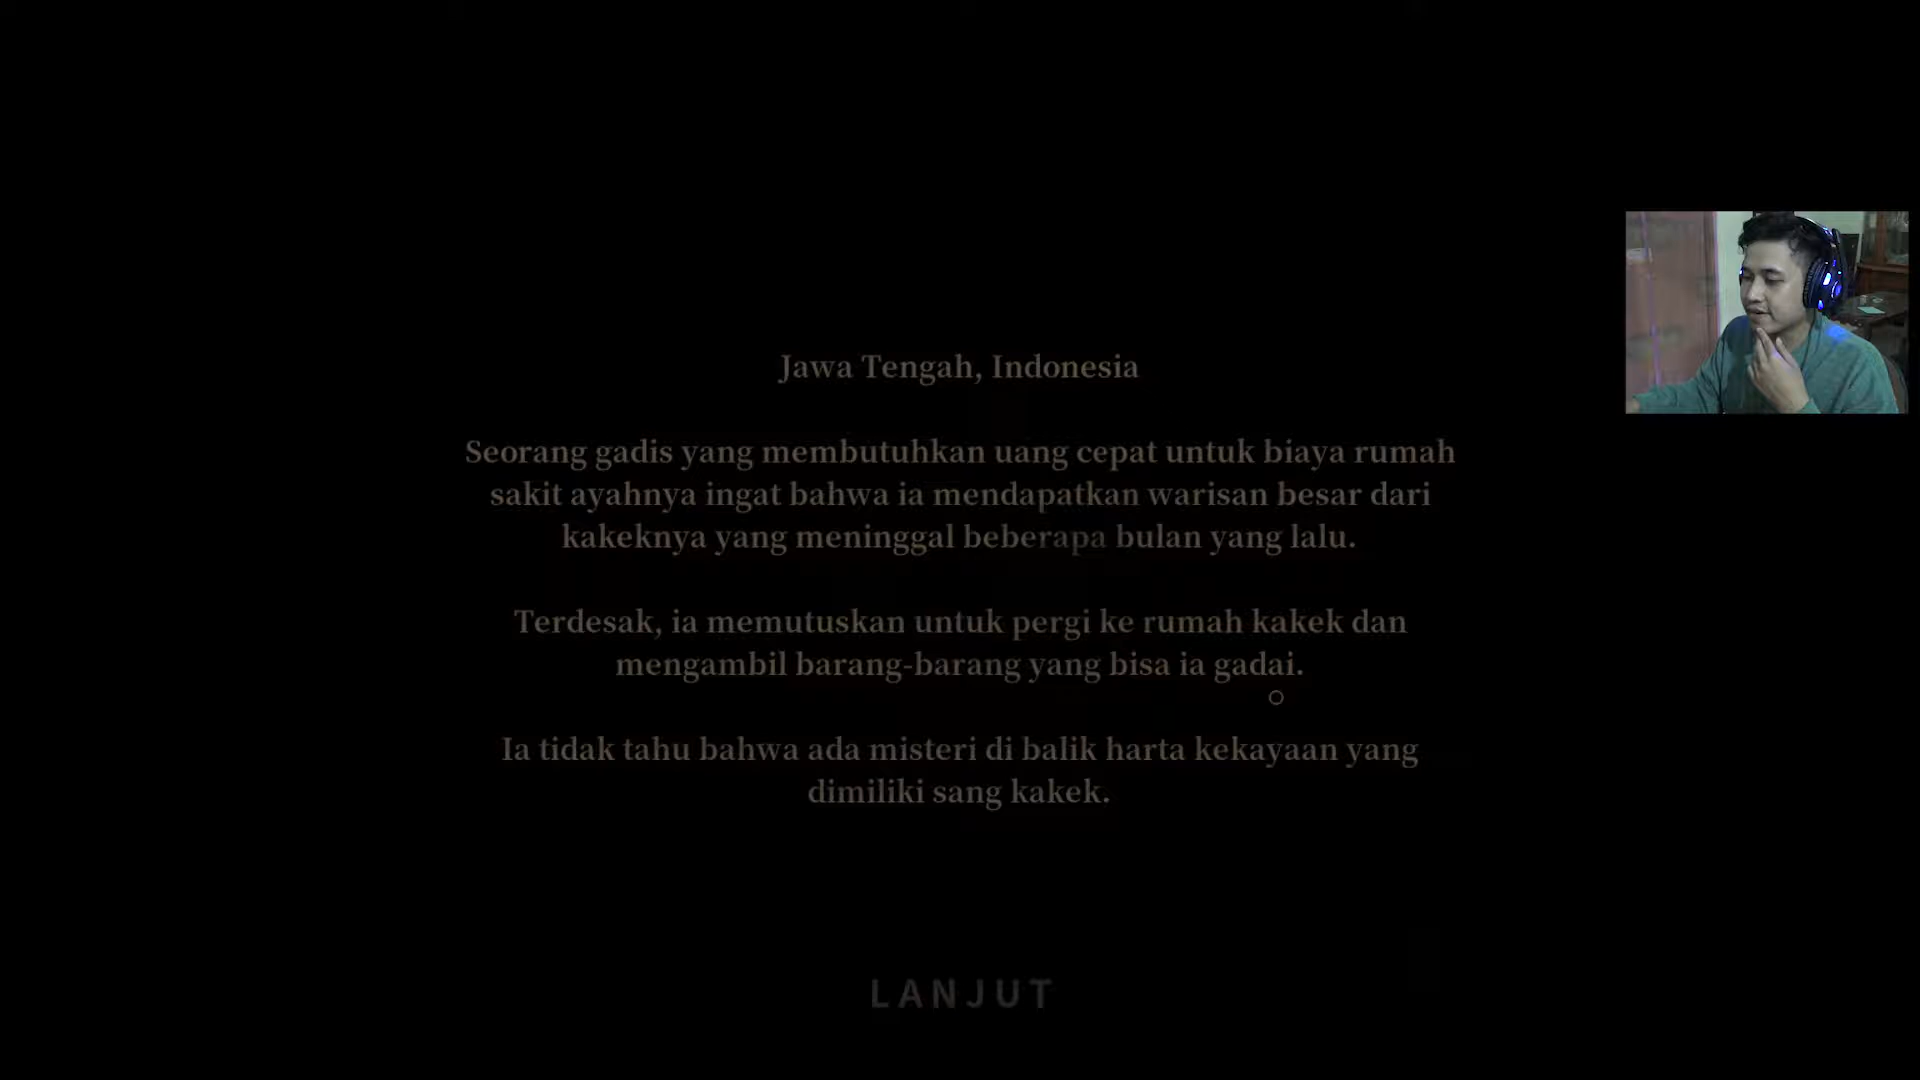 Jawa Tengah, Indonesia
Seorang gadis yang membutuhkan uang cepat untuk biaya rumah
sakit ayahnya ingat bahwa ia mendapatkan warisan besar dari
kakeknya yang meninggal beberapa bulan yang lalu.
Terdesak, ia memutuskan untuk pergi ke rumah kakek dan
mengambil barang-barang yang bisa ia gadai.
Ia tidak tahu bahwa ada misteri di balik harta kekayaan yang
dimiliki sang kakek.
LANJUT